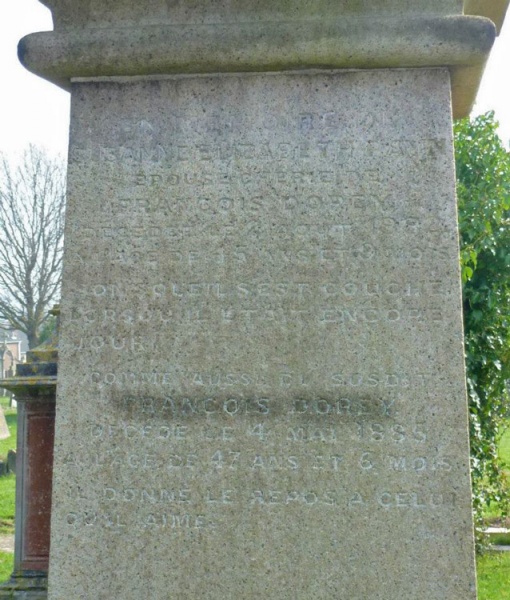 EN
ELIZABETH
EPOUSE CHERIE DE
FRANCOIS DOREY
DECEDEE LE 4 AOUT
AGEE DE ANS ET MOIS
SON SOLEIL S'EST COUCHE
LORSQU'IL ETAIT ENCORE
JOUR
COMME AUSSI DU SUSDIT
FRANCOIS DOREY
DECEDE LE 4 MAI 1885
A L'AGE DE 47 ANS ET 6 MOIS
IL DONNE LE REPOS A CELUI
QU'IL AIME